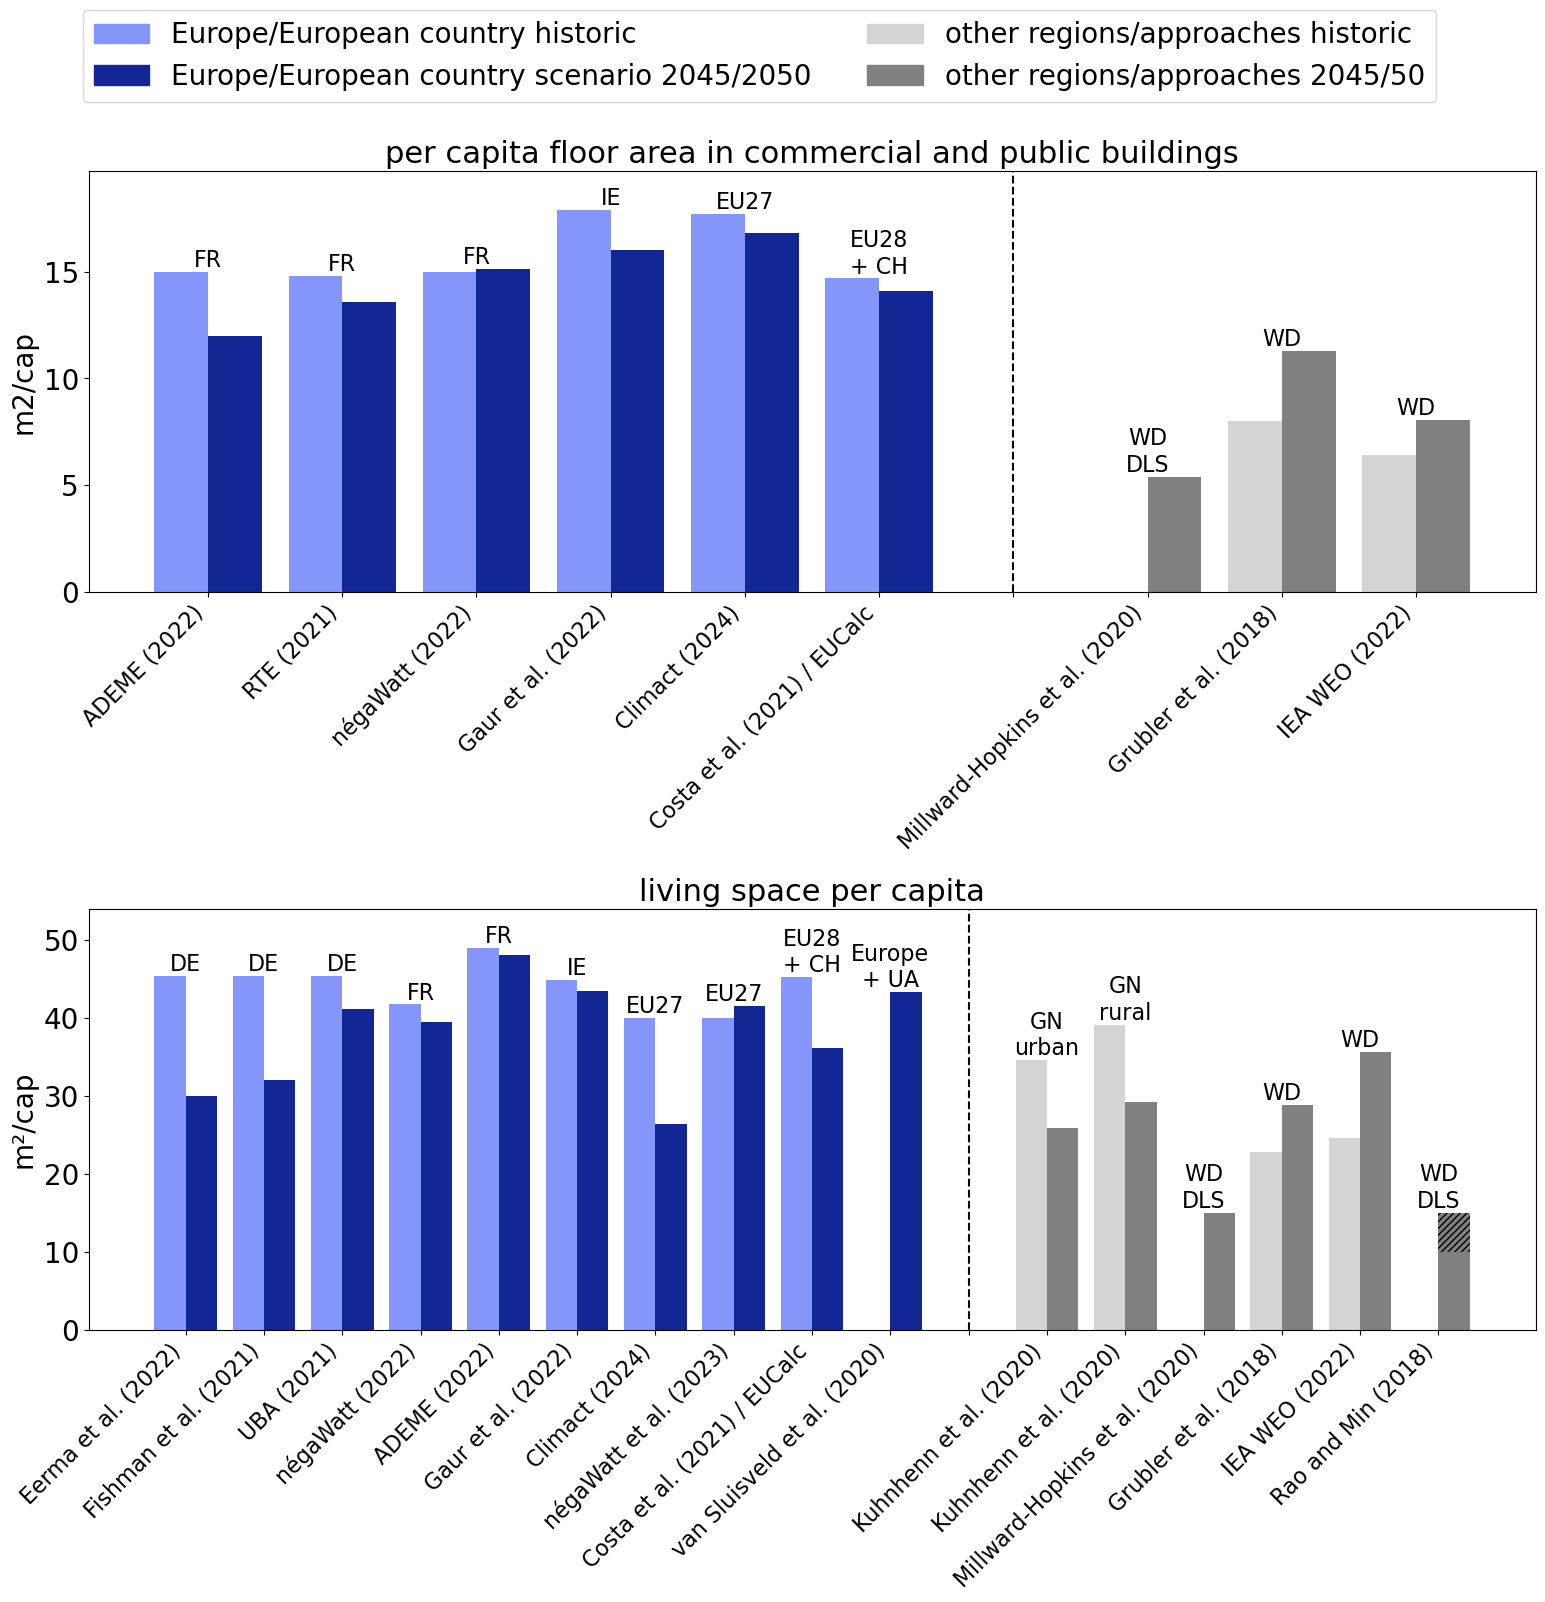 Europe/European country historic
Europe/European country scenario 2045/2050
other regions/approaches historic
other regions/approaches 2045/50
per capita floor area in commercial and public buildings
m2/cap
15
10
5
0
FR
FR
FR
IE
EU27
EU28
+ CH
WD
DLS
WD
WD
ADEME (2022)
RTE (2021)
négaWatt (2022)
Gaur et al. (2022)
Climact (2024)
Costa et al. (2021) / EUCalc
Millward-Hopkins et al. (2020)
Grubler et al. (2018)
IEA WEO (2022)
living space per capita
m²/cap
50
40
30
20
10
0
DE
DE
DE
FR
FR
IE
EU27
EU27
EU28
+ CH
Europe
+ UA
GN
urban
GN
rural
WD
DLS
WD
WD
WD
DLS
Eerma et al. (2022)
Fishman et al. (2021)
UBA (2021)
négaWatt (2022)
ADEME (2022)
Gaur et al. (2022)
Climact (2024)
négaWatt et al. (2023)
Costa et al. (2021) / EUCalc
van Sluisveld et al. (2020)
Kuhnhenn et al. (2020)
Kuhnhenn et al. (2020)
Millward-Hopkins et al. (2020)
Grubler et al. (2018)
IEA WEO (2022)
Rao and Min (2018)